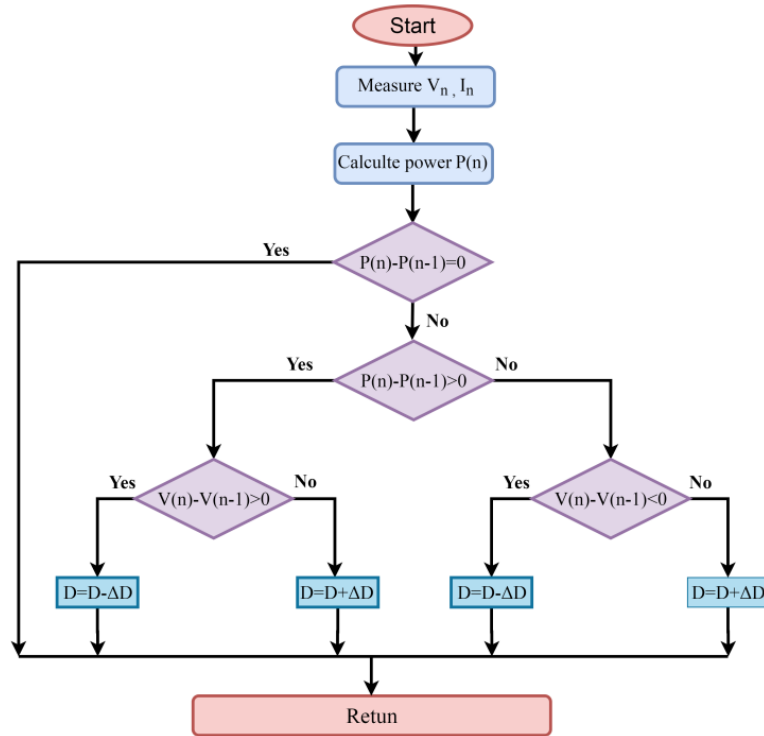 Start
Measure Vn , In
Calculte power P(n)
Yes
P(n)-P(n-1)=0
No
Yes
P(n)-P(n-1)>0
No
Yes
V(n)-V(n-1)>0
No
Yes
V(n)-V(n-1)<0
No
D=D-ΔD
D=D+ΔD
D=D-ΔD
D=D+ΔD
Retun